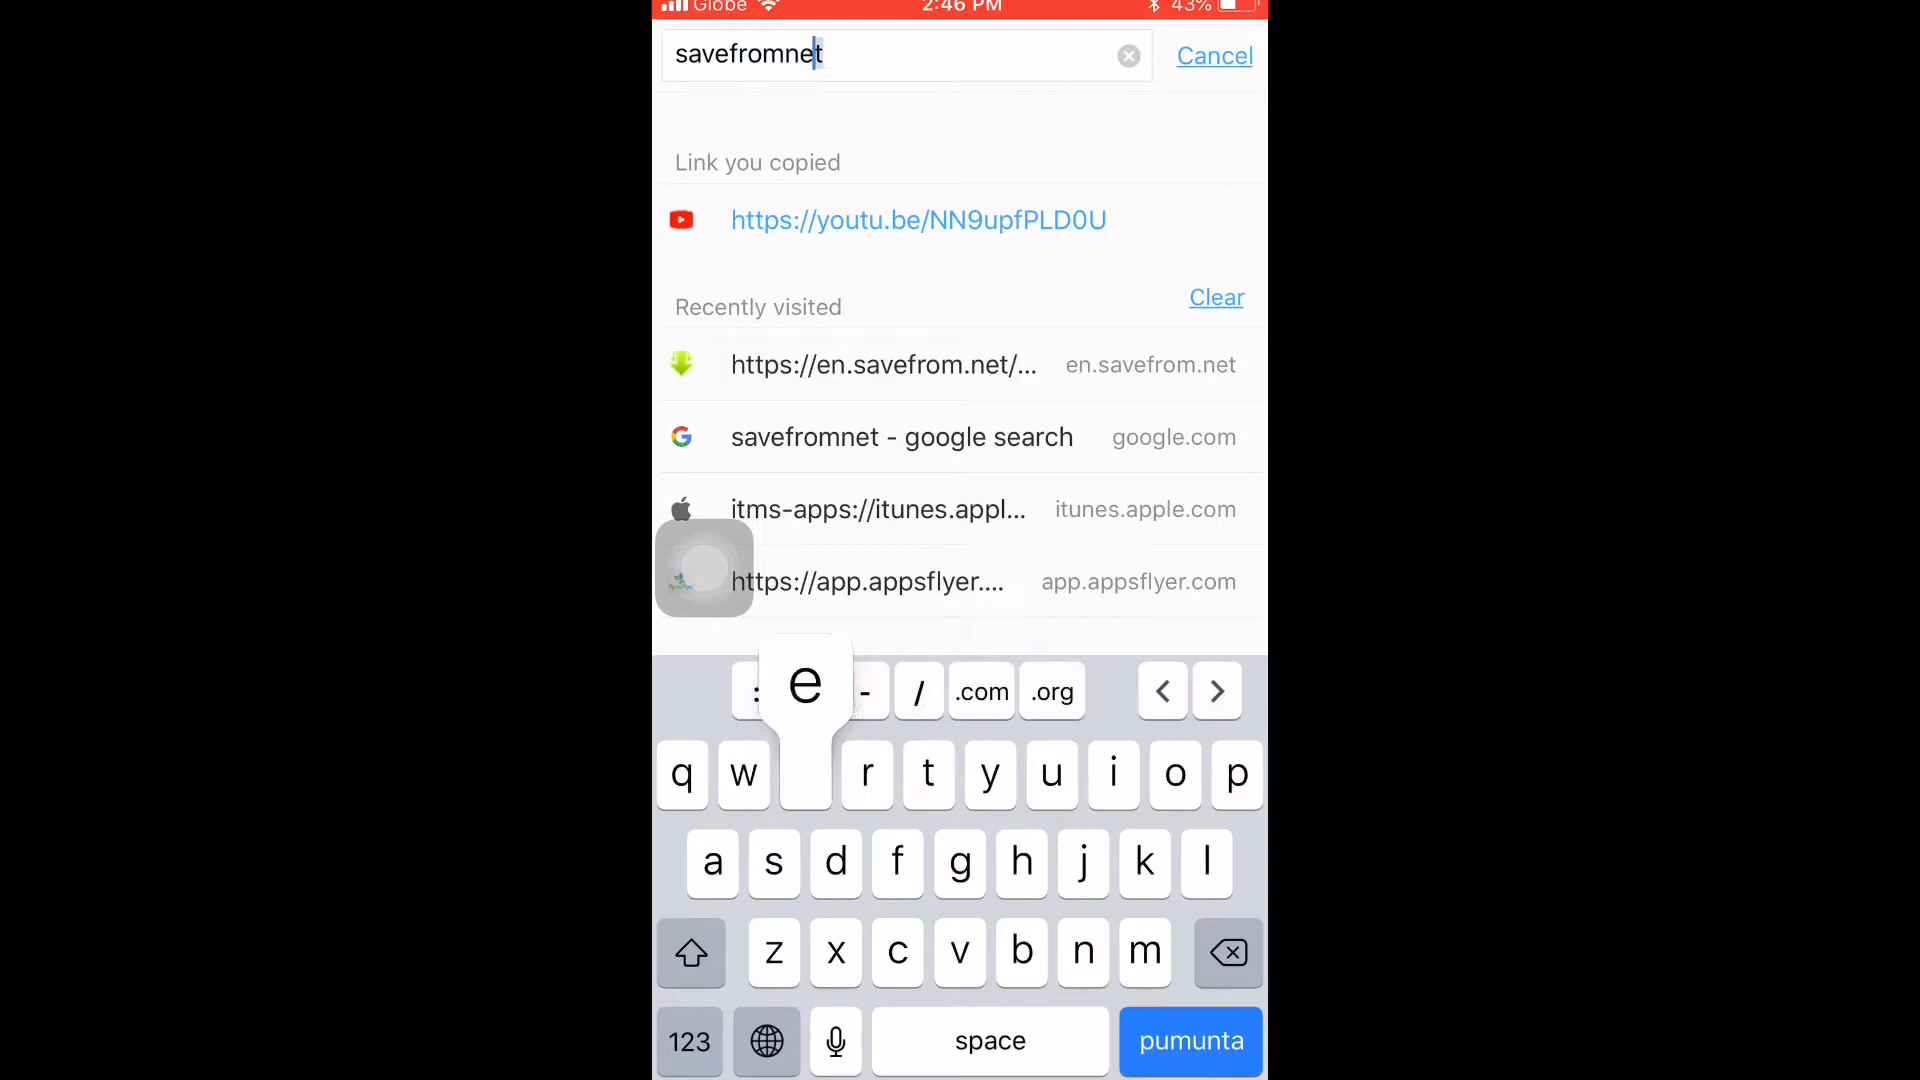 Globe 2:46 PM 43%
savefromnet Cancel
Link you copied
https://youtu.be/NN9upfPLD0U
Recently visited Clear
https://en.savefrom.net/... en.savefrom.net
savefromnet - google search google.com
itms-apps://itunes.appl... itunes.apple.com
https://app.appsflyer.... app.appsflyer.com
: e - / .com .org < >
q w r t y u i o p
a s d f g h j k l
z x c v b n m
123 space pumunta